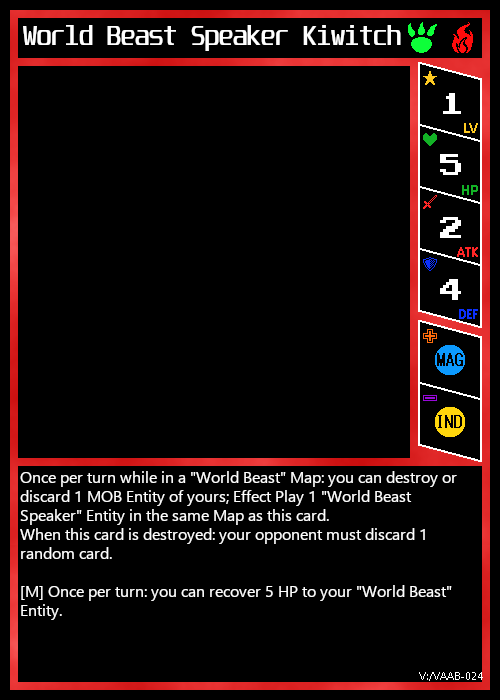 World Beast Speaker Kiwitch
1
LV
5
HP
2
ATK
4
DEF
MAG
IND
Once per turn while in a "World Beast" Map: you can destroy or
discard 1 MOB Entity of yours; Effect Play 1 "World Beast
Speaker" Entity in the same Map as this card.
When this card is destroyed: your opponent must discard 1
random card.
[M] Once per turn: you can recover 5 HP to your "World Beast"
Entity.
V:/VAAB-024